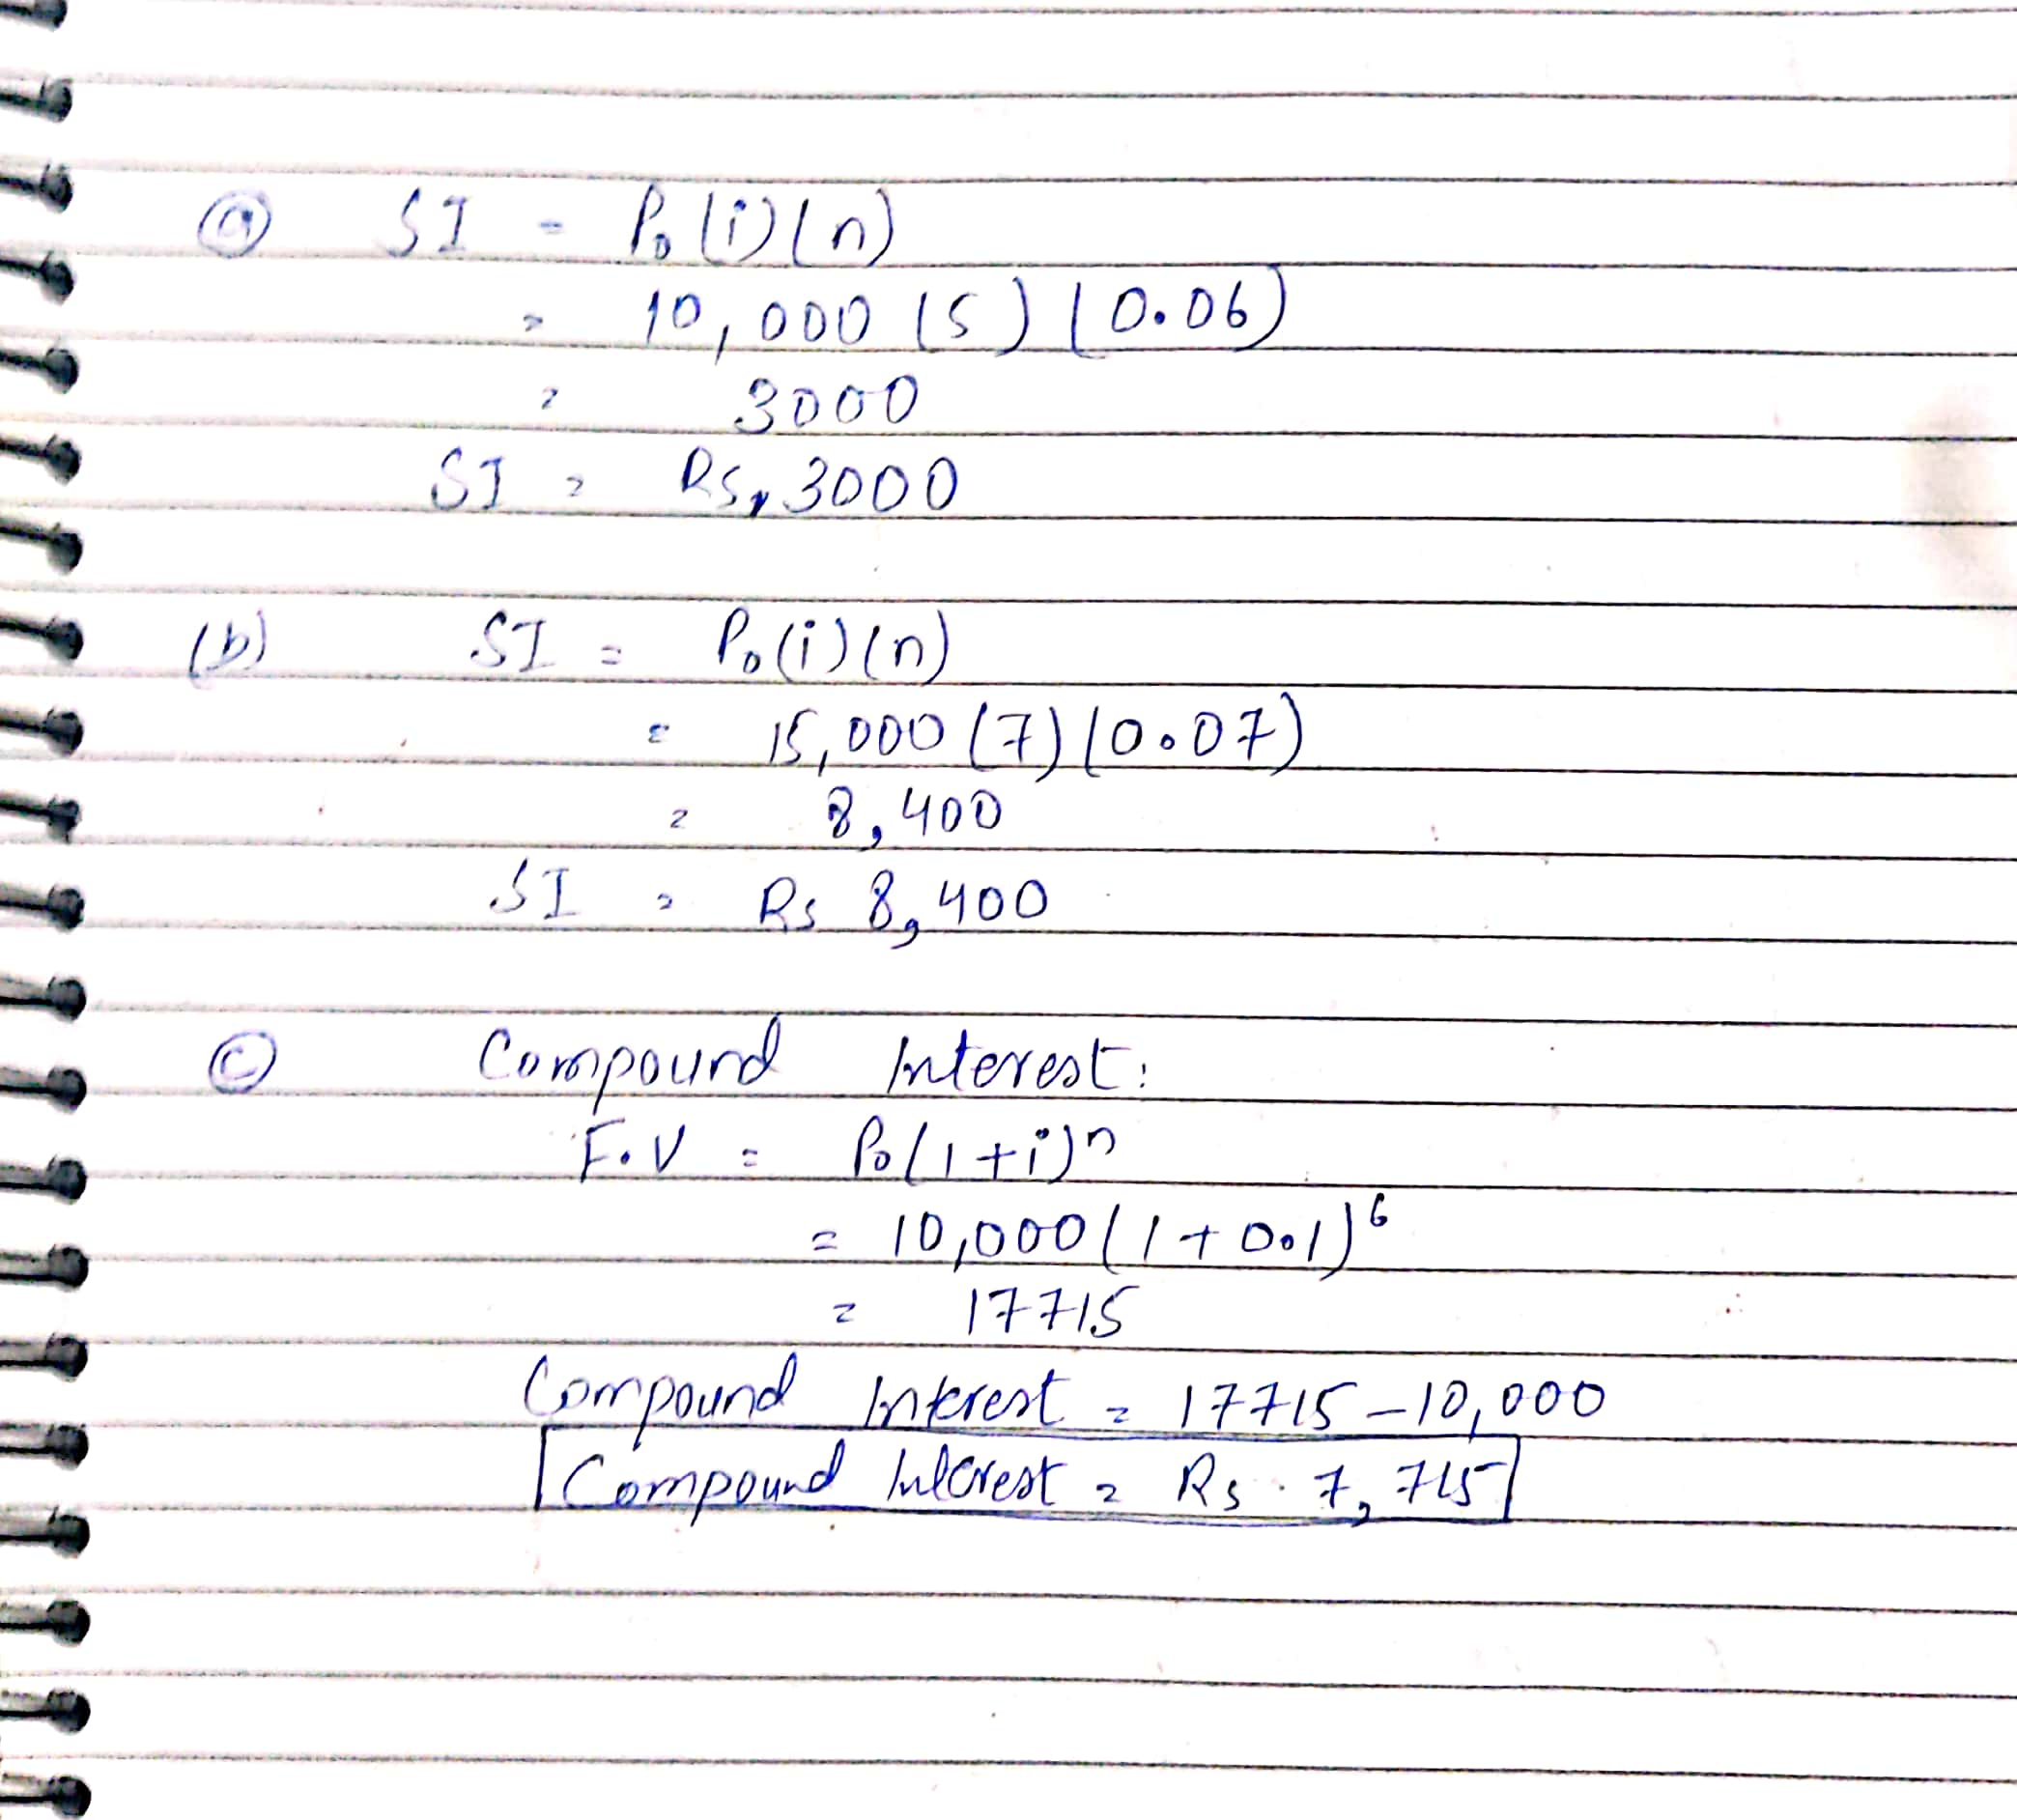 (a) SI = P₀(i)(n)
= 10,000 (5) (0.06)
= 3000
SI = Rs, 3000
(b) SI = P₀(i)(n)
= 15,000 (7)(0.07)
= 8,400
SI = Rs 8,400
(c) Compound Interest:
F.V = P₀(1+i)ⁿ
= 10,000(1+0.1)⁶
= 17715
Compound Interest = 17715 - 10,000
Compound Interest = Rs. 7,715